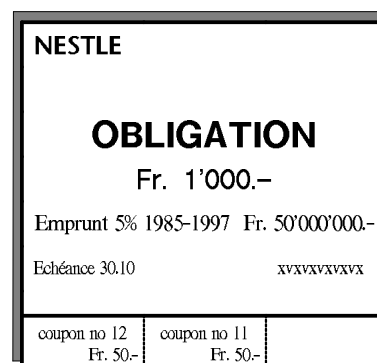 NESTLE
OBLIGATION
Fr. 1’000.–
Emprunt 5% 1985-1997 Fr. 50’000’000.-
Echéance 30.10 xvxvxvxvxvx
coupon no 12 coupon no 11
Fr. 50.- Fr. 50.-